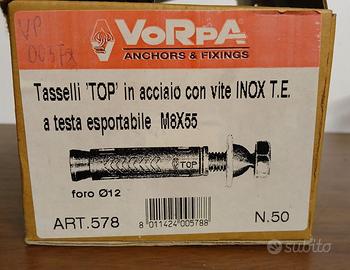 VP
VORPA
ANCHORS & FIXINGS
Tasselli 'TOP' in acciaio con vite INOX T.E.
a testa esportabile M8X55
TOP
foro Ø12
ART.578
8 011424 005788
N.50
subito